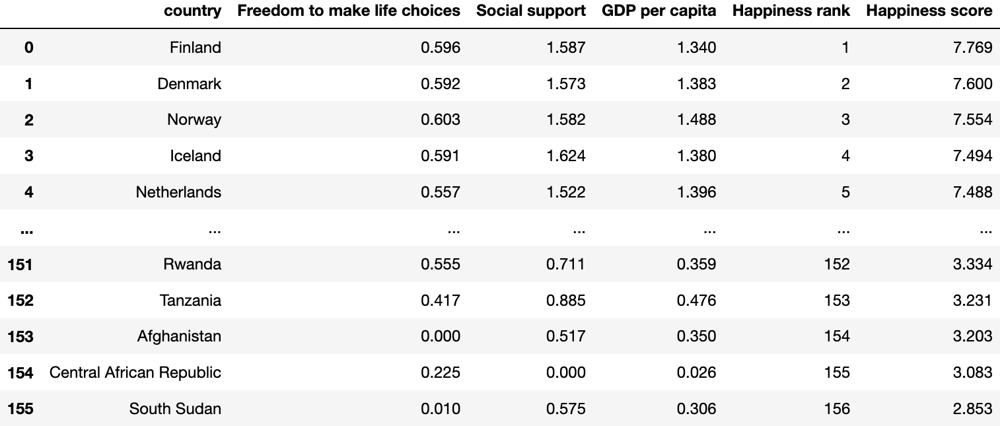 country Freedom to make life choices Social support GDP per capita Happiness rank Happiness score
0 Finland 0.596 1.587 1.340 1 7.769
1 Denmark 0.592 1.573 1.383 2 7.600
2 Norway 0.603 1.582 1.488 3 7.554
3 Iceland 0.591 1.624 1.380 4 7.494
4 Netherlands 0.557 1.522 1.396 5 7.488
... ... ... ... ... ... ...
151 Rwanda 0.555 0.711 0.359 152 3.334
152 Tanzania 0.417 0.885 0.476 153 3.231
153 Afghanistan 0.000 0.517 0.350 154 3.203
154 Central African Republic 0.225 0.000 0.026 155 3.083
155 South Sudan 0.010 0.575 0.306 156 2.853